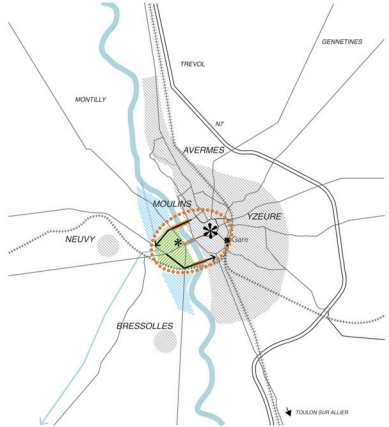 GENNETINES
TREVOL
MONTILLY
N7
AVERMES
MOULINS
YZEURE
NEUVY
Gare
BRESSOLLES
TOULON SUR ALLIER